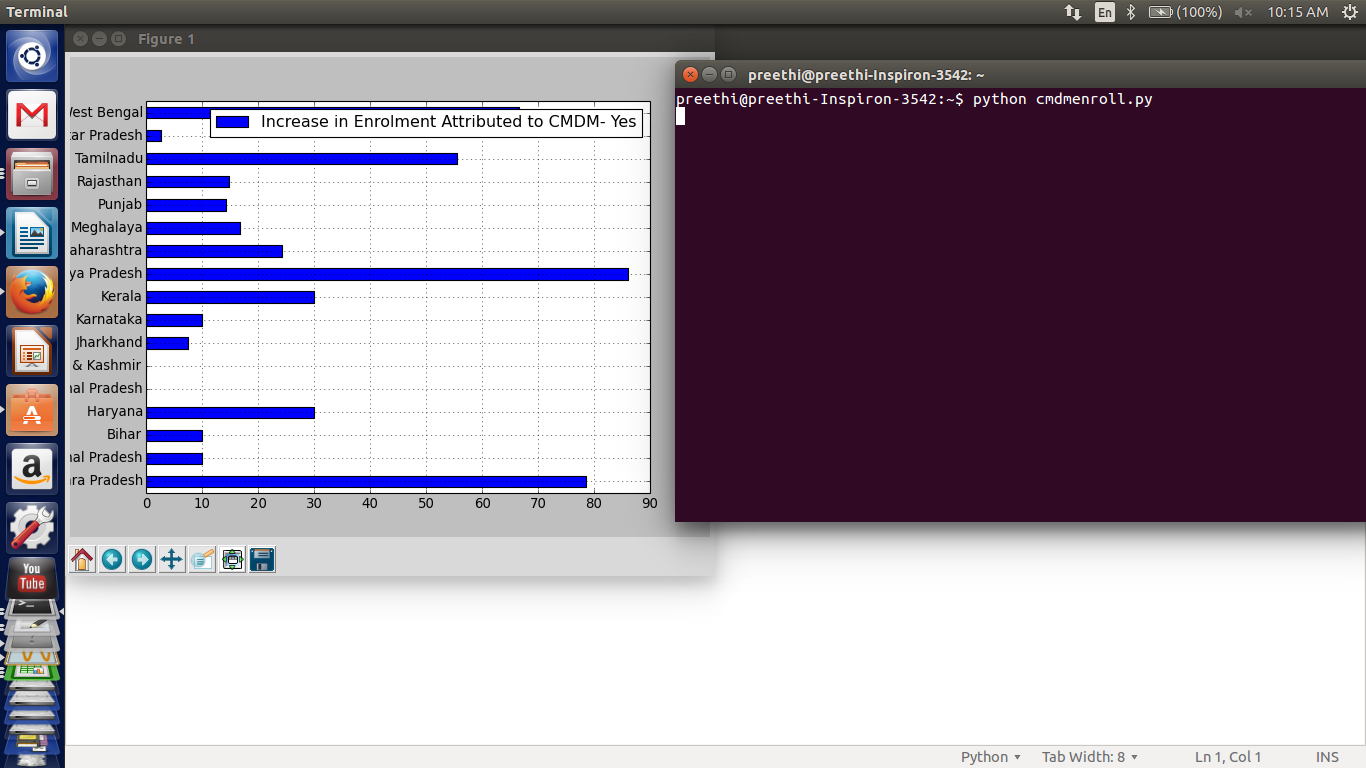 Terminal
En
(100%)
10:15 AM
Figure 1
preethi@preethi-Inspiron-3542: ~
preethi@preethi-Inspiron-3542:~$ python cmdmenroll.py
Increase in Enrolment Attributed to CMDM- Yes
Vest Bengal
tar Pradesh
Tamilnadu
Rajasthan
Punjab
Meghalaya
aharashtra
ya Pradesh
Kerala
Karnataka
Jharkhand
& Kashmir
hal Pradesh
Haryana
Bihar
hal Pradesh
ara Pradesh
0 10 20 30 40 50 60 70 80 90
You
Tube
Python
Tab Width: 8
Ln 1, Col 1
INS